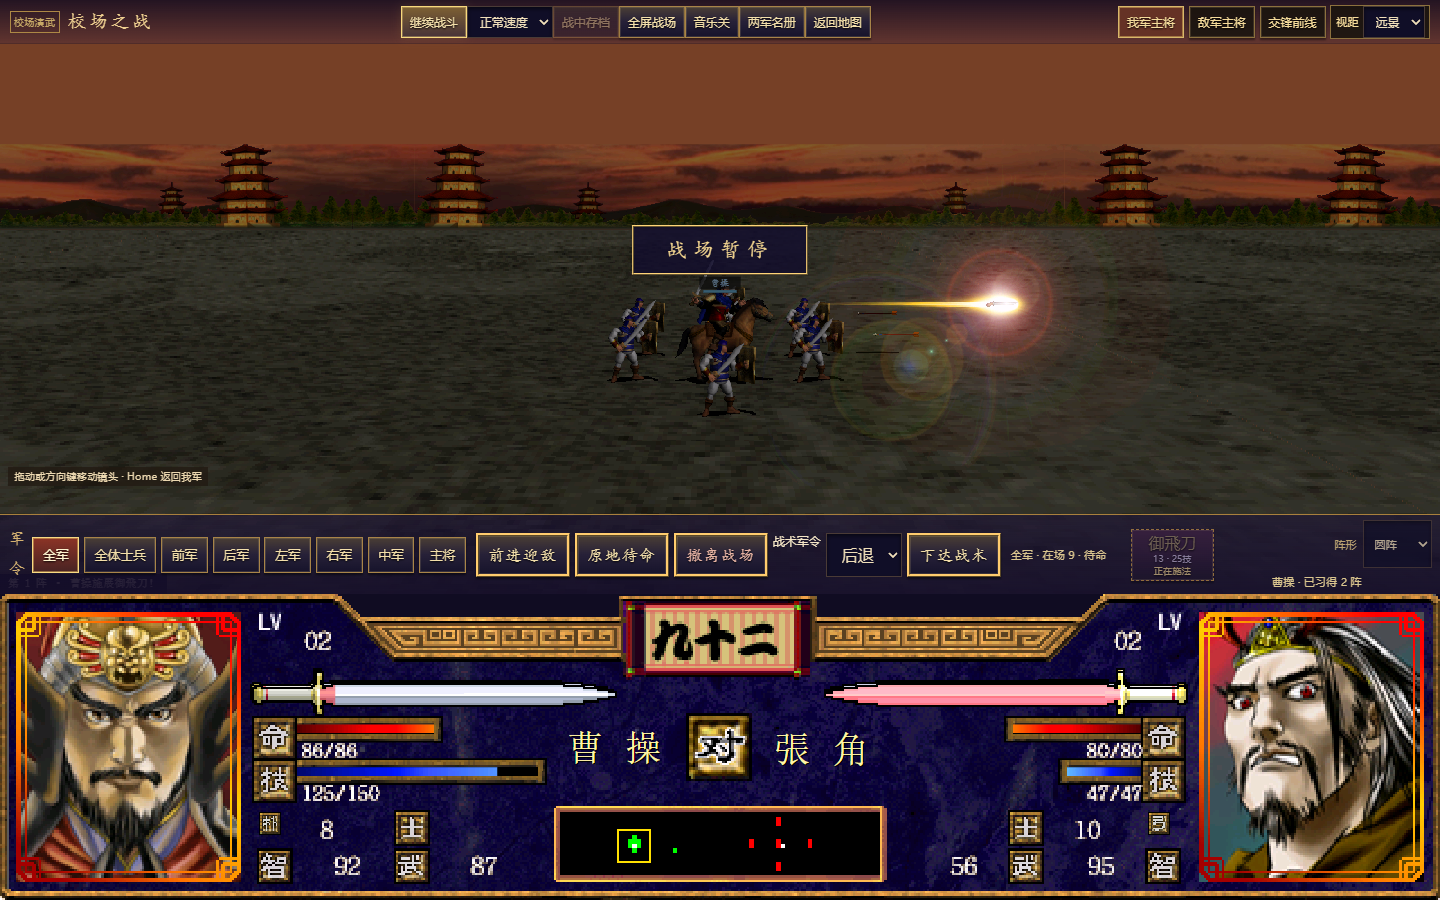 校场演武 校场之战
继续战斗 正常速度 战中存档 全屏战场 音乐关 两军名册 返回地图
我军主将 敌军主将 交锋前线 视距 远景
战场暂停
曹操
拖动或方向键移动镜头 · Home 返回我军
军令 全军 全体士兵 前军 后军 左军 右军 中军 主将 前进迎敌 原地待命 撤离战场 战术军令 后退 下达战术 全军 · 在场 9 · 待命
御飛刀
13 · 25技
正在施法
阵形 圆阵
曹操 · 已习得 2 阵
LV 02
九十二
LV 02
命 86/86
技 125/150
曹操 对 張角
命 80/80
技 47/47
8 士
士 10
智 92 武 87
56 武 95 智